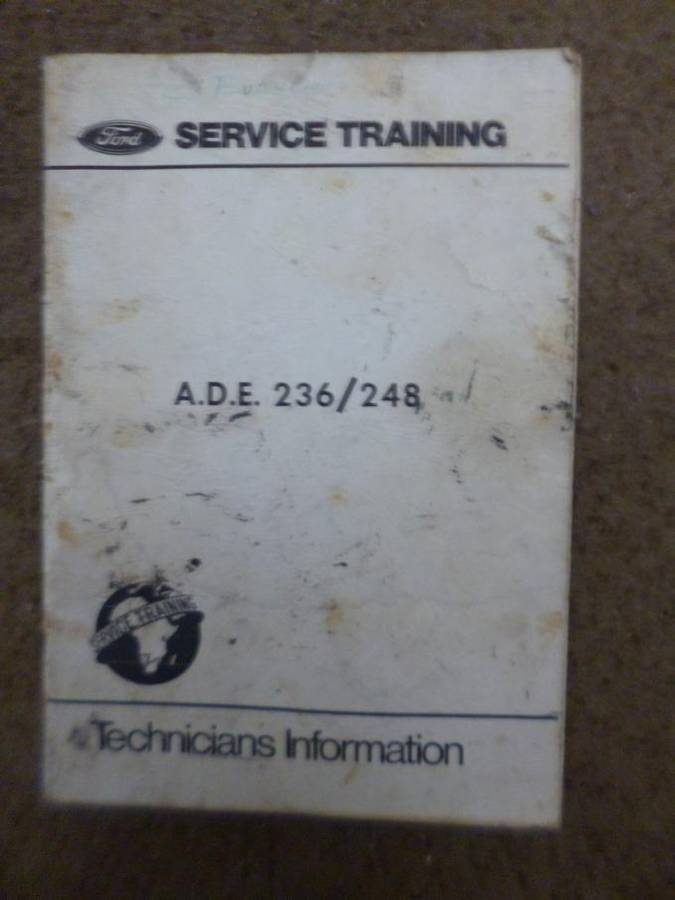 Ford SERVICE TRAINING
A.D.E. 236/248
SERVICE TRAINING
Technicians Information